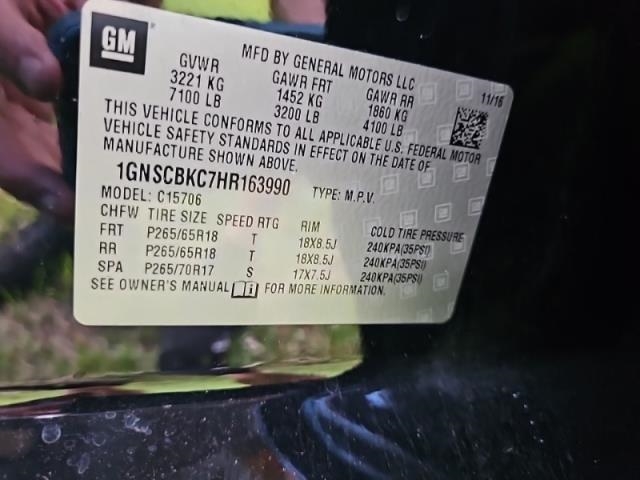 GM
MFD BY GENERAL MOTORS LLC
GVWR GAWR FRT GAWR RR
3221 KG 1452 KG 1860 KG 11/16
7100 LB 3200 LB 4100 LB
THIS VEHICLE CONFORMS TO ALL APPLICABLE U.S. FEDERAL MOTOR
VEHICLE SAFETY STANDARDS IN EFFECT ON THE DATE OF
MANUFACTURE SHOWN ABOVE.
1GNSCBKC7HR163990 TYPE: M.P.V.
MODEL: C15706
CHFW TIRE SIZE SPEED RTG RIM COLD TIRE PRESSURE
FRT P265/65R18 T 18X8.5J 240KPA(35PSI)
RR P265/65R18 T 18X8.5J 240KPA(35PSI)
SPA P265/70R17 S 17X7.5J 240KPA(35PSI)
SEE OWNER'S MANUAL FOR MORE INFORMATION.